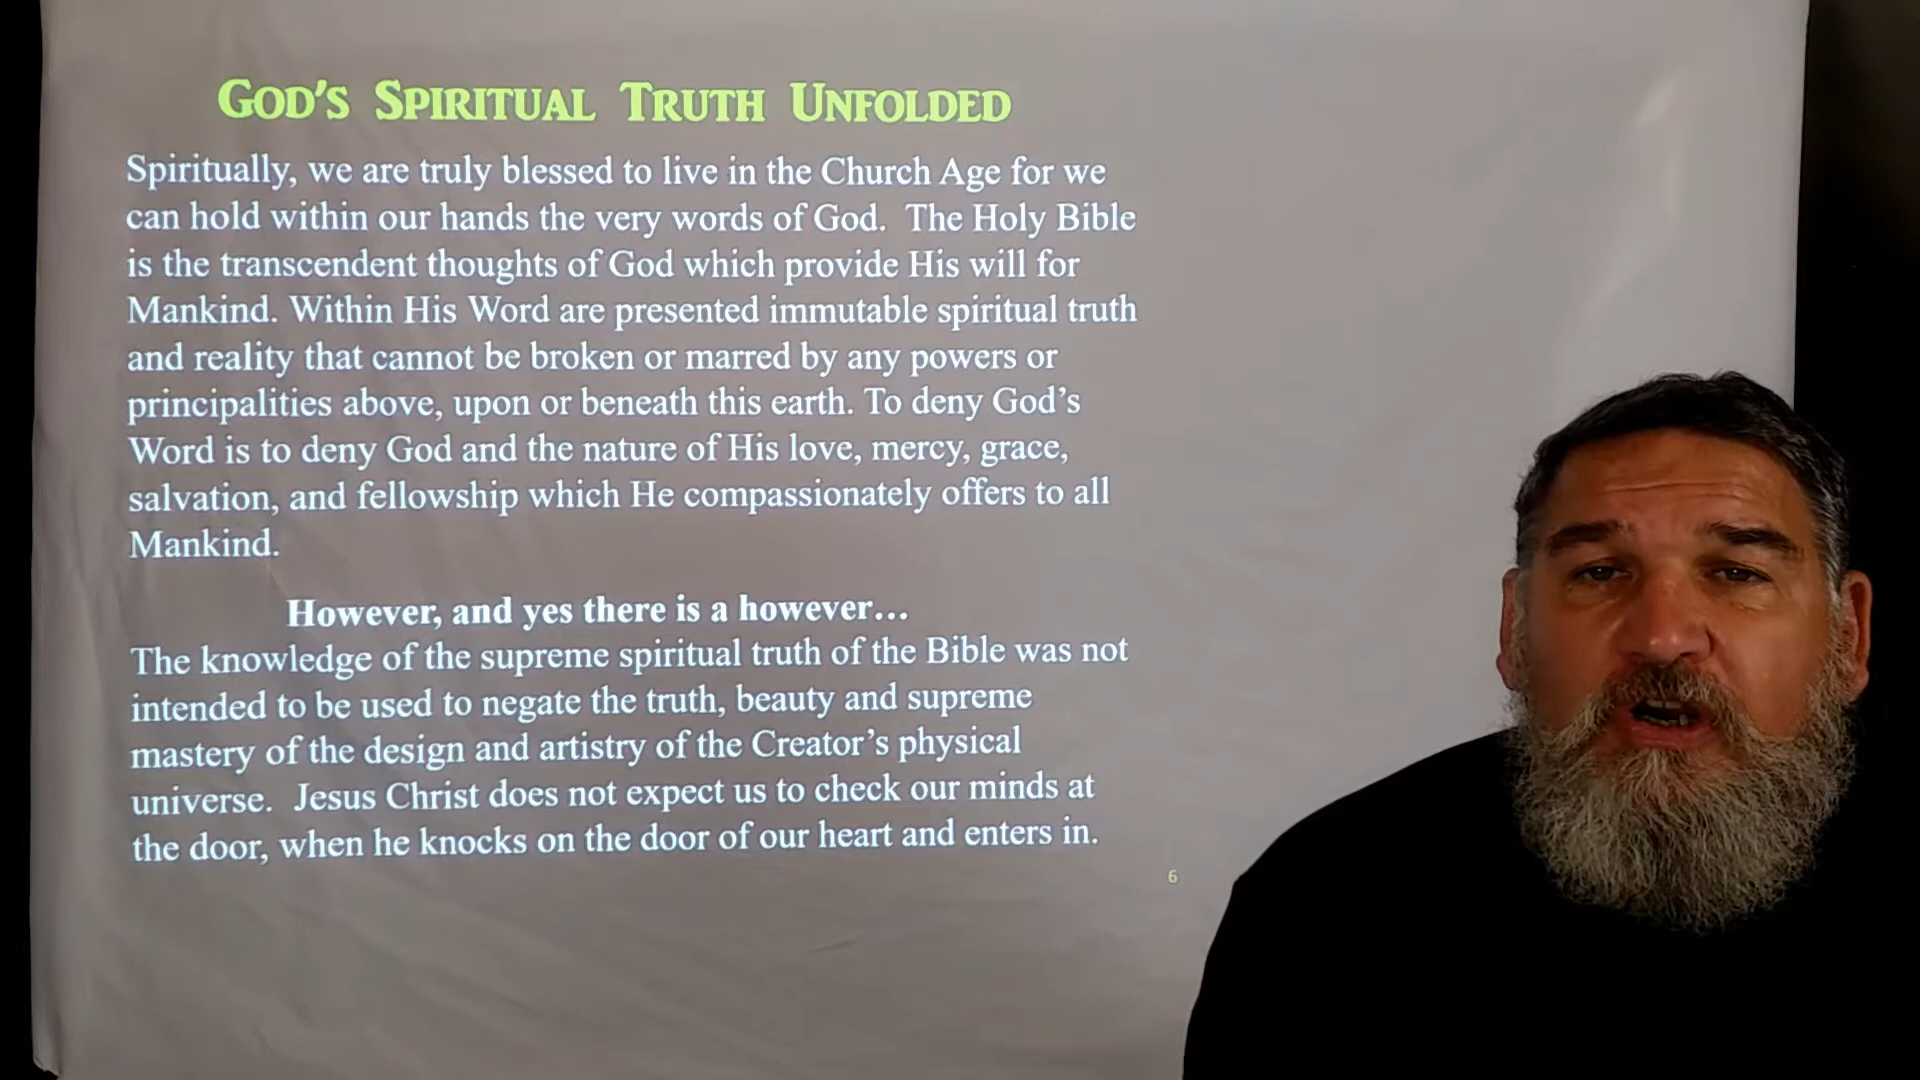 God's Spiritual Truth Unfolded
Spiritually, we are truly blessed to live in the Church Age for we
can hold within our hands the very words of God. The Holy Bible
is the transcendent thoughts of God which provide His will for
Mankind. Within His Word are presented immutable spiritual truth
and reality that cannot be broken or marred by any powers or
principalities above, upon or beneath this earth. To deny God's
Word is to deny God and the nature of His love, mercy, grace,
salvation, and fellowship which He compassionately offers to all
Mankind.
However, and yes there is a however…
The knowledge of the supreme spiritual truth of the Bible was not
intended to be used to negate the truth, beauty and supreme
mastery of the design and artistry of the Creator's physical
universe. Jesus Christ does not expect us to check our minds at
the door, when he knocks on the door of our heart and enters in.
6